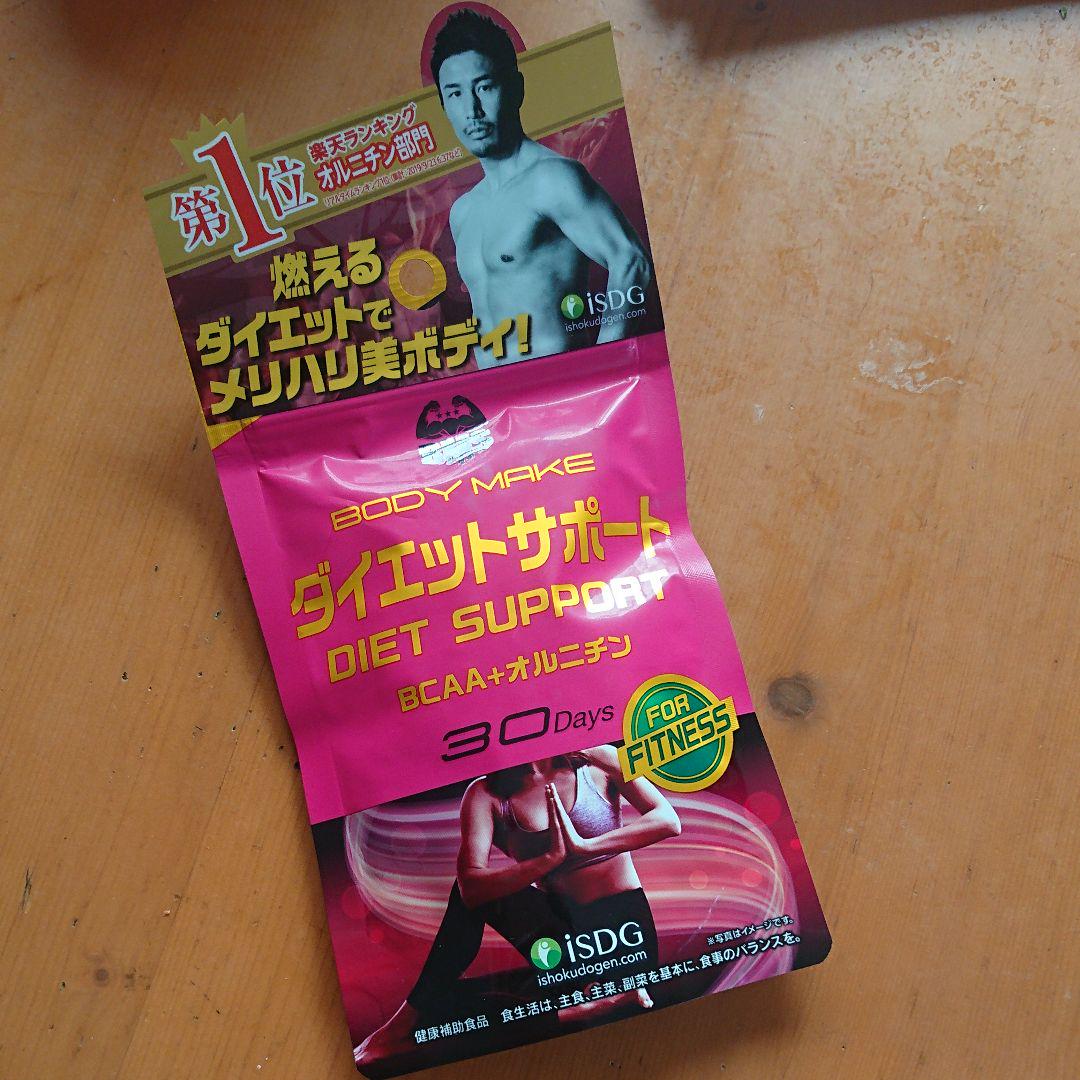 第1位
楽天ランキング
オルニチン部門
燃える
ダイエットで
メリハリ美ボディ!
iSDG
ishokudogen.com
BODY MAKE
ダイエットサポート
DIET SUPPORT
BCAA+オルニチン
30Days
FOR
FITNESS
iSDG
ishokudogen.com
※写真はイメージです。
健康補助食品 食生活は、主食、主菜、副菜を基本に、食事のバランスを。